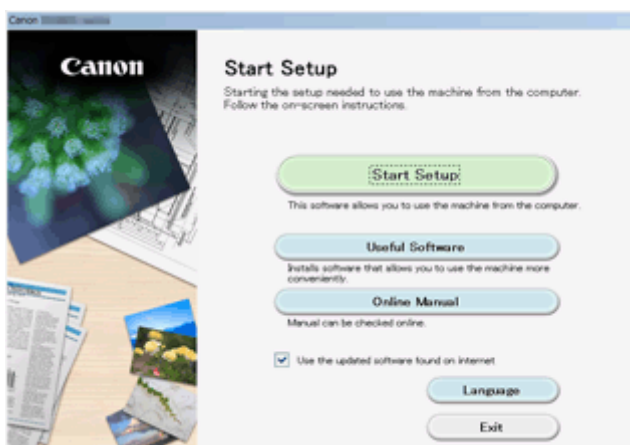 Canon
Canon
Start Setup
Starting the setup needed to use the machine from the computer.
Follow the on-screen instructions.
Start Setup
This software allows you to use the machine from the computer.
Useful Software
Installs software that allows you to use the machine more
conveniently.
Online Manual
Manual can be checked online.
Use the updated software found on internet
Language
Exit